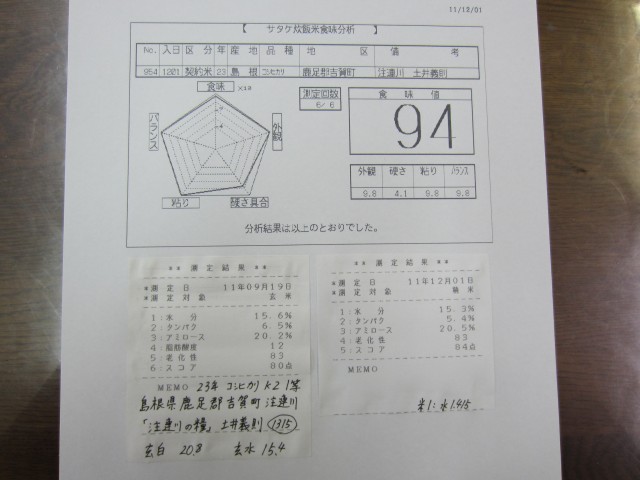 11/12/01
【 サタケ炊飯米食味分析 】
No. 入日 区分 年産 地 品種 地 区 備 考
954 1201 契約米 23 島根 コシヒカリ 鹿足郡吉賀町 注連川 土井義則
食味 ×10
バランス
外観
粘り
硬さ具合
測定回数
6/ 6
食 味 値
94
外観 硬さ 粘り バランス
9.8 4.1 9.8 9.8
分析結果は以上のとおりでした。
** 測 定 結 果 **
*測 定 日 11年09月19日
*測 定 対 象 玄 米
1:水 分 15.6%
2:タンパク 6.5%
3:アミロース 20.2%
4:脂肪酸度 12
5:老化性 83
6:スコア 80点
MEMO 23年 コシヒカリ K2 1等
島根県鹿足郡吉賀町注連川
「注連川の糧」 土井義則 1315
玄白 20.8 玄水 15.4
** 測 定 結 果 **
*測 定 日 11年12月01日
*測 定 対 象 精 米
1:水 分 15.3%
2:タンパク 5.4%
3:アミロース 20.5%
4:老化性 83
5:スコア 84点
MEMO
米1:水1.415